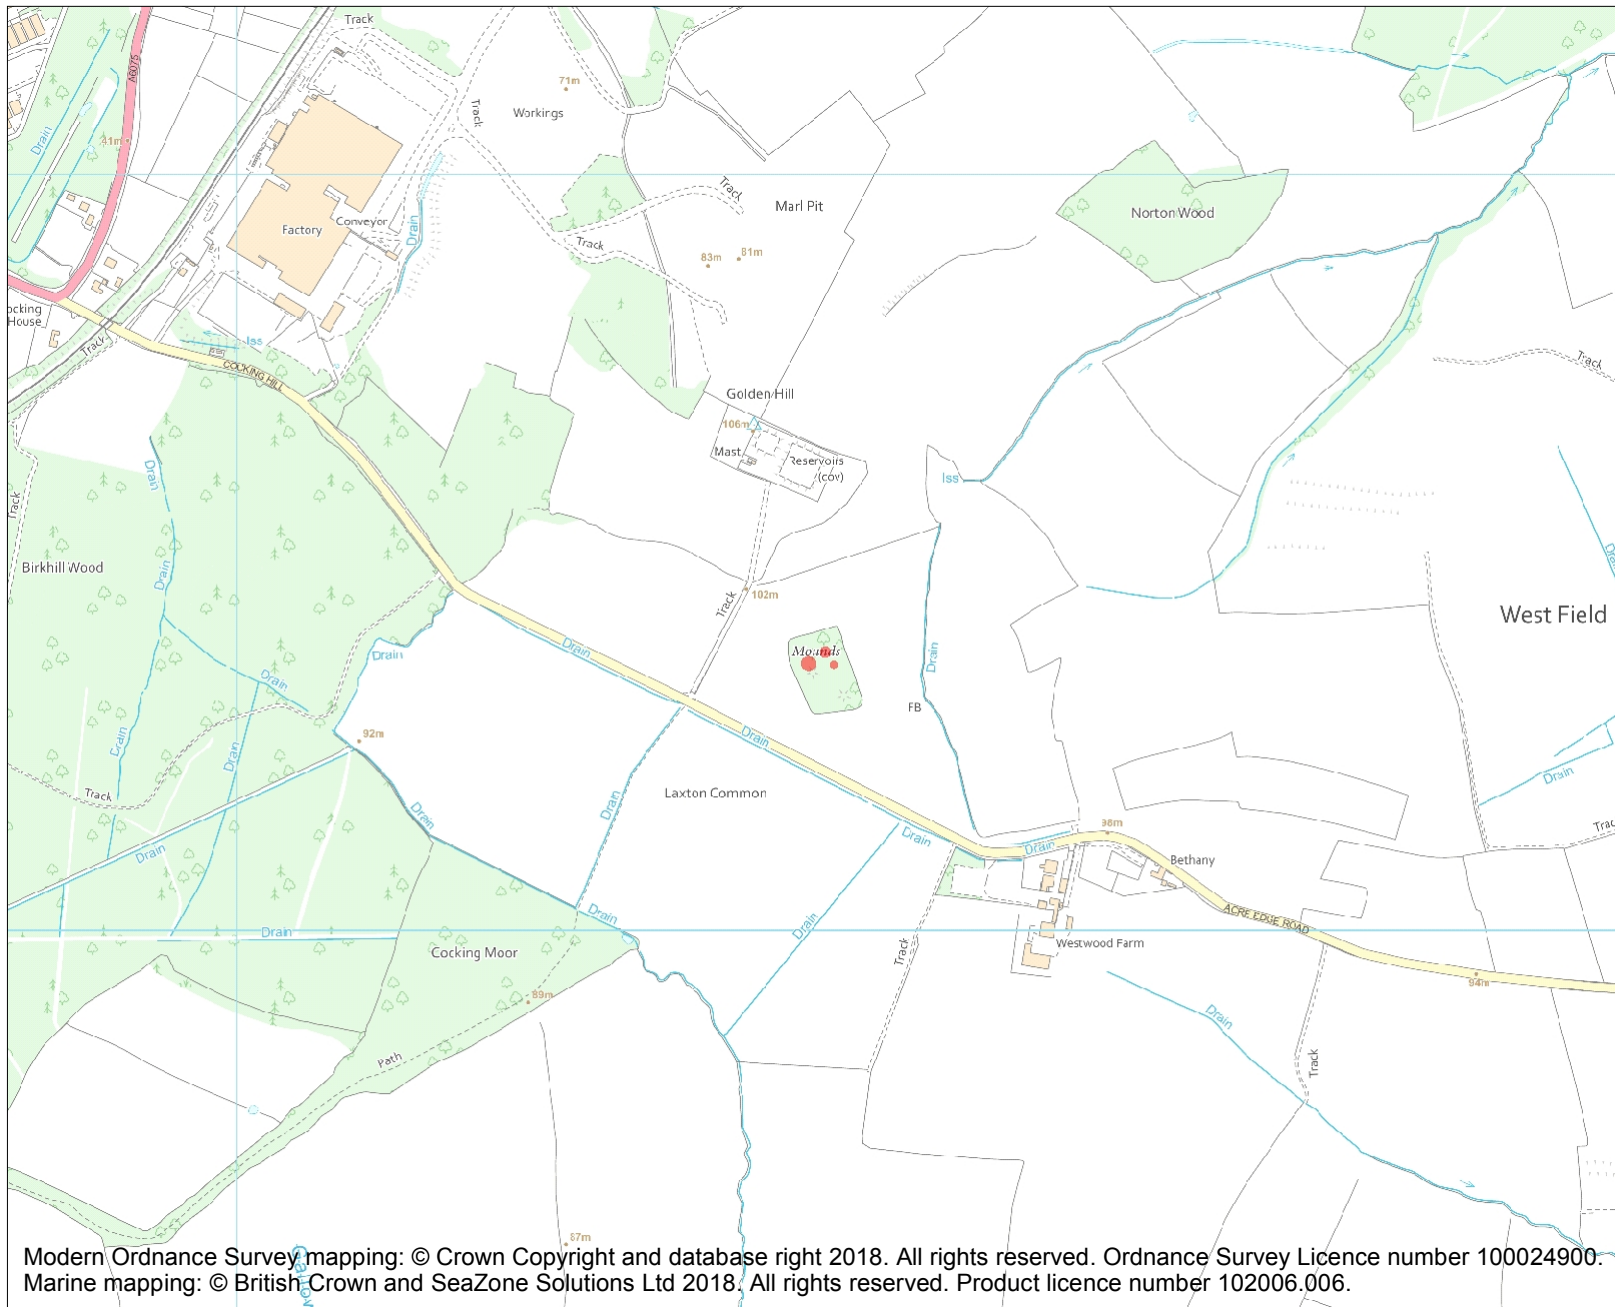 Track
A6075
71m
Workings
Track
Drain
41m
Track
Marl Pit
Norton Wood
Factory
Conveyor
Drain
Track
83m
81m
ocking
House
Track
Iss
COCKING HILL
Track
Golden Hill
106m
Mast
Reservoirs
(cov)
Iss
Drain
Track
Birkhill Wood
Drain
Track
102m
West Field
Drain
Drain
Mounds
Drain
Drain
FB
92m
Drain
Drain
Drain
Drain
Track
Laxton Common
Drain
Drain
Drain
98m
Drain
Drain
Drain
Bethany
Drain
ACRE EDGE ROAD
Drain
Drain
Track
Westwood Farm
Cocking Moor
94m
89m
Drain
Path
Track
87m
Modern Ordnance Survey mapping: © Crown Copyright and database right 2018. All rights reserved. Ordnance Survey Licence number 100024900.
Marine mapping: © British Crown and SeaZone Solutions Ltd 2018. All rights reserved. Product licence number 102006.006.